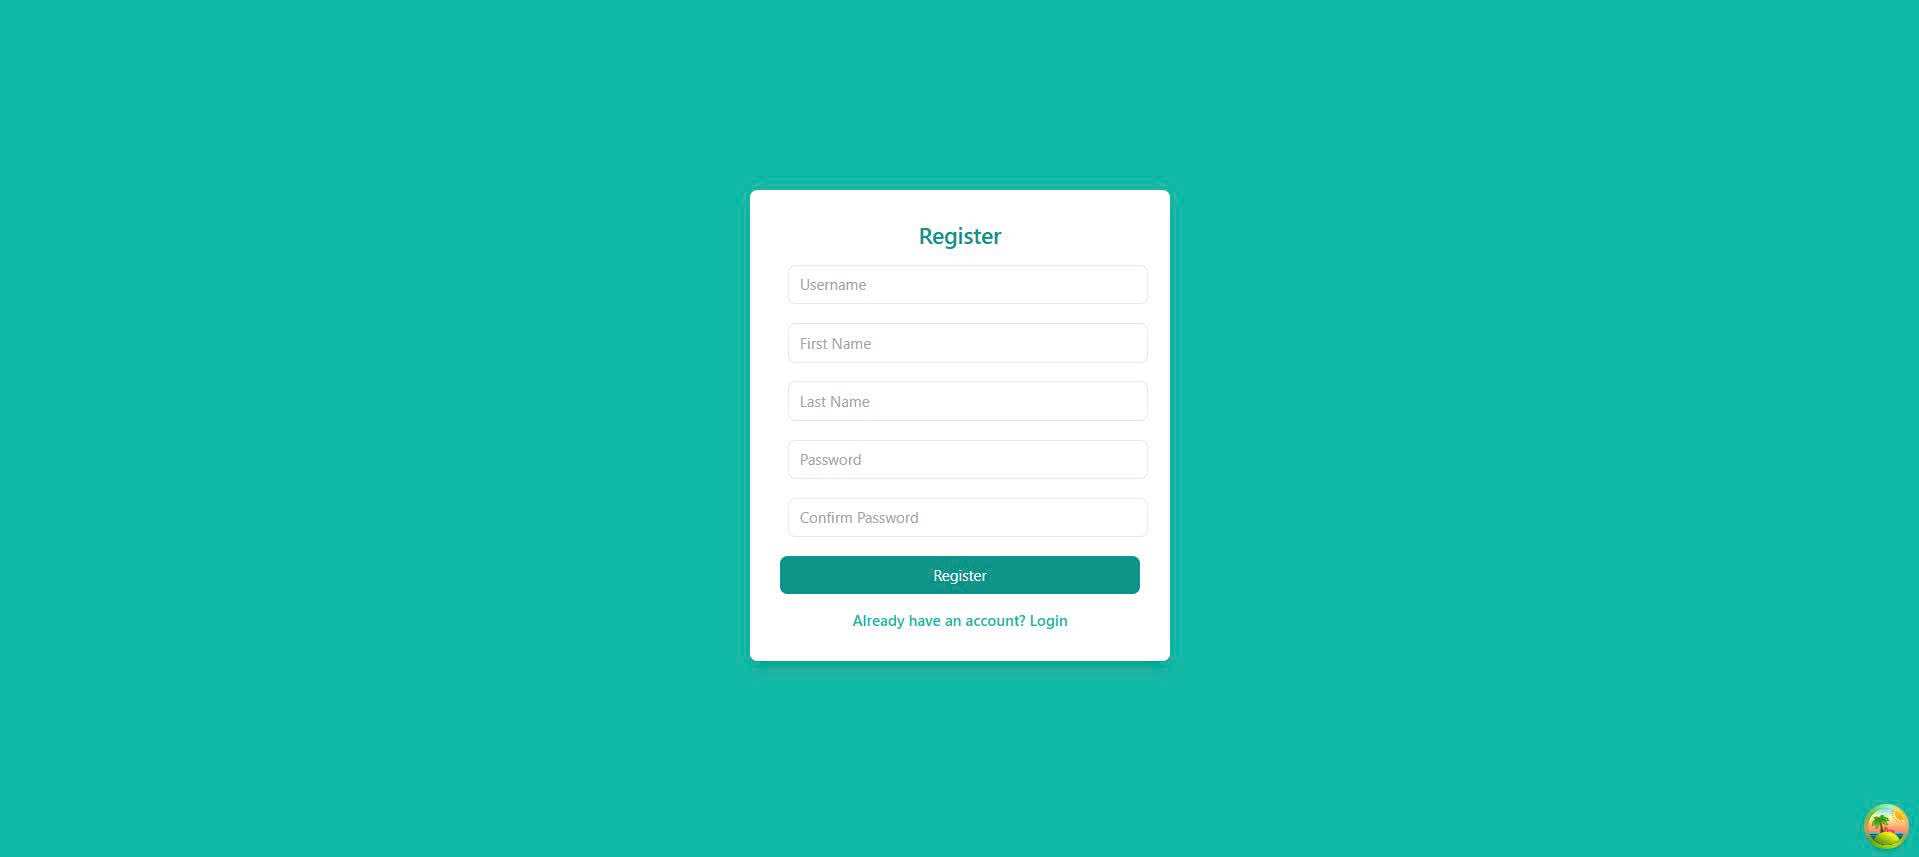 Register
Username
First Name
Last Name
Password
Confirm Password
Register
Already have an account? Login